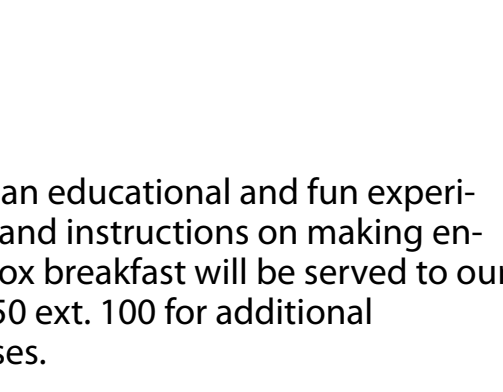 an educational and fun experi-
and instructions on making en-
ox breakfast will be served to our
50 ext. 100 for additional
ses.